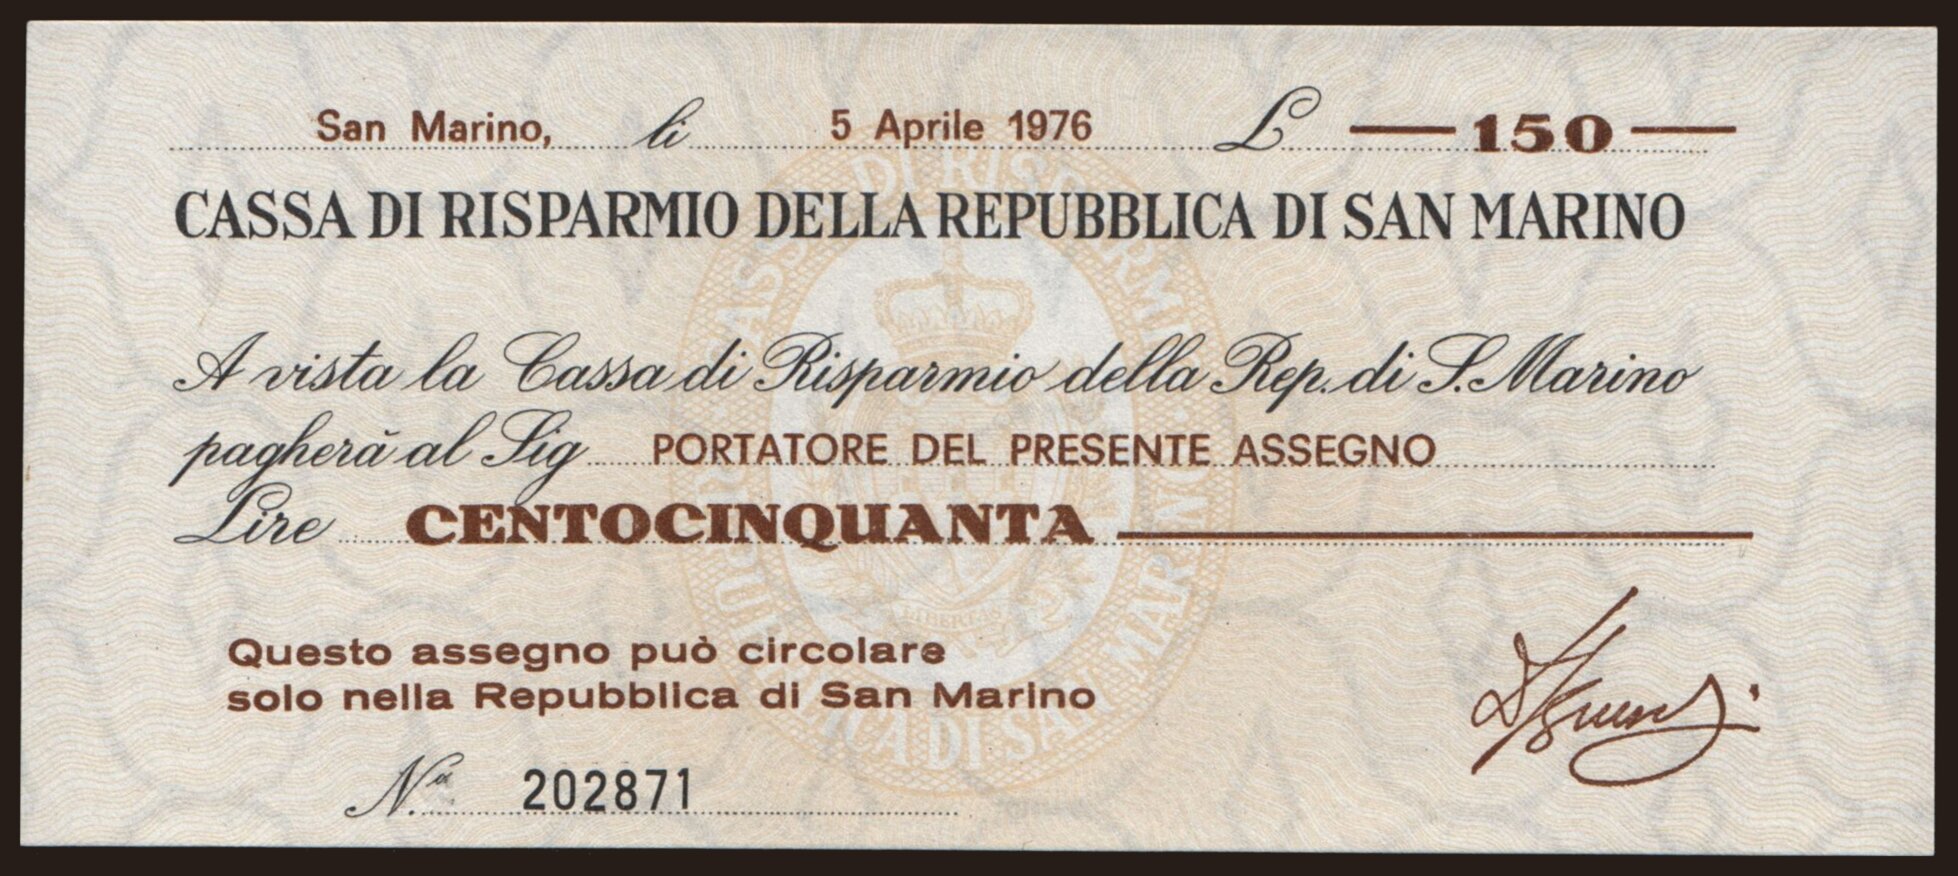 San Marino, li 5 Aprile 1976 £ 150
CASSA DI RISPARMIO DELLA REPUBBLICA DI SAN MARINO
A vista la Cassa di Risparmio della Rep. di S. Marino
pagherà al Sig PORTATORE DEL PRESENTE ASSEGNO
Lire CENTOCINQUANTA
Questo assegno può circolare
solo nella Repubblica di San Marino
N.º 202871
LIBERTAS